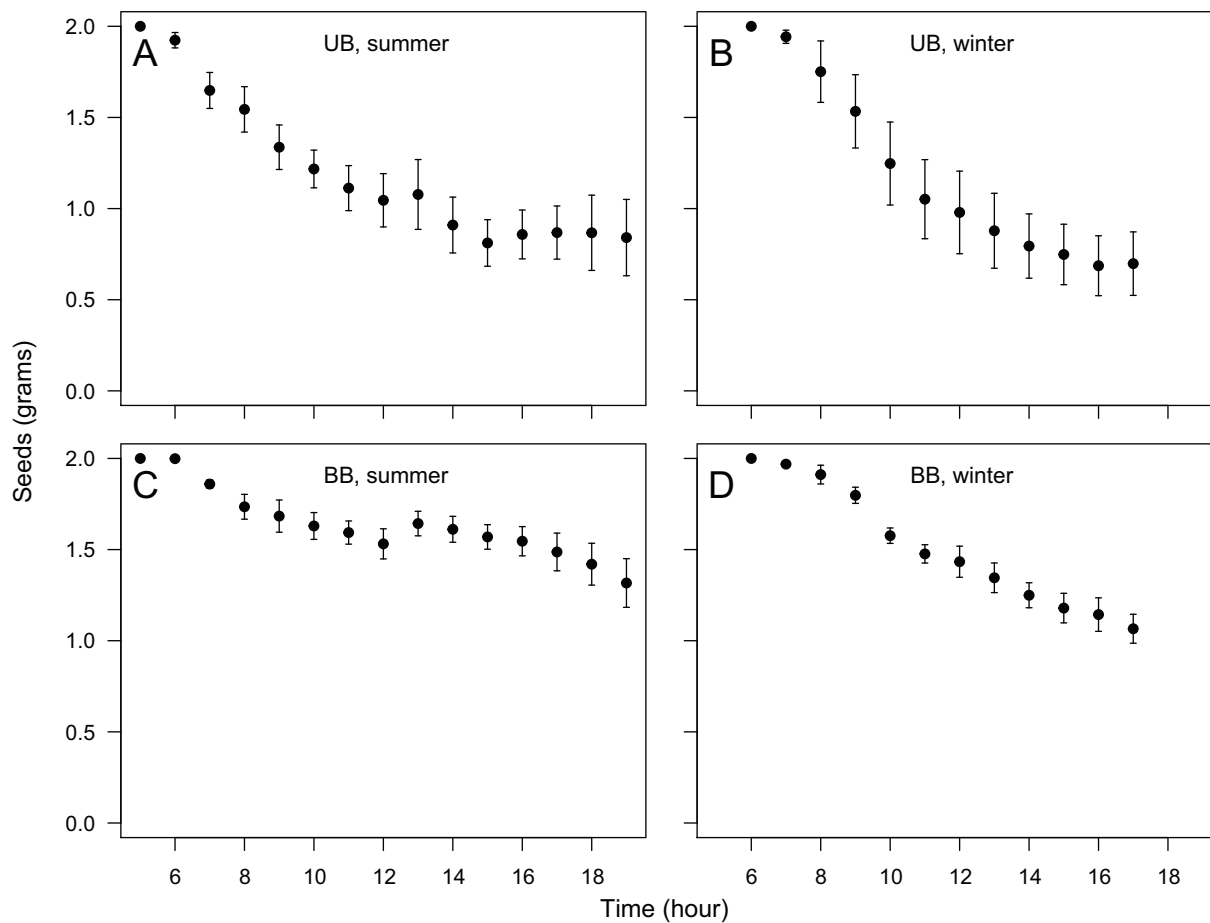 A
UB, summer
2.0
1.5
1.0
0.5
0.0
B
UB, winter
C
BB, summer
2.0
1.5
1.0
0.5
0.0
D
BB, winter
Seeds (grams)
6 8 10 12 14 16 18
6 8 10 12 14 16 18
Time (hour)